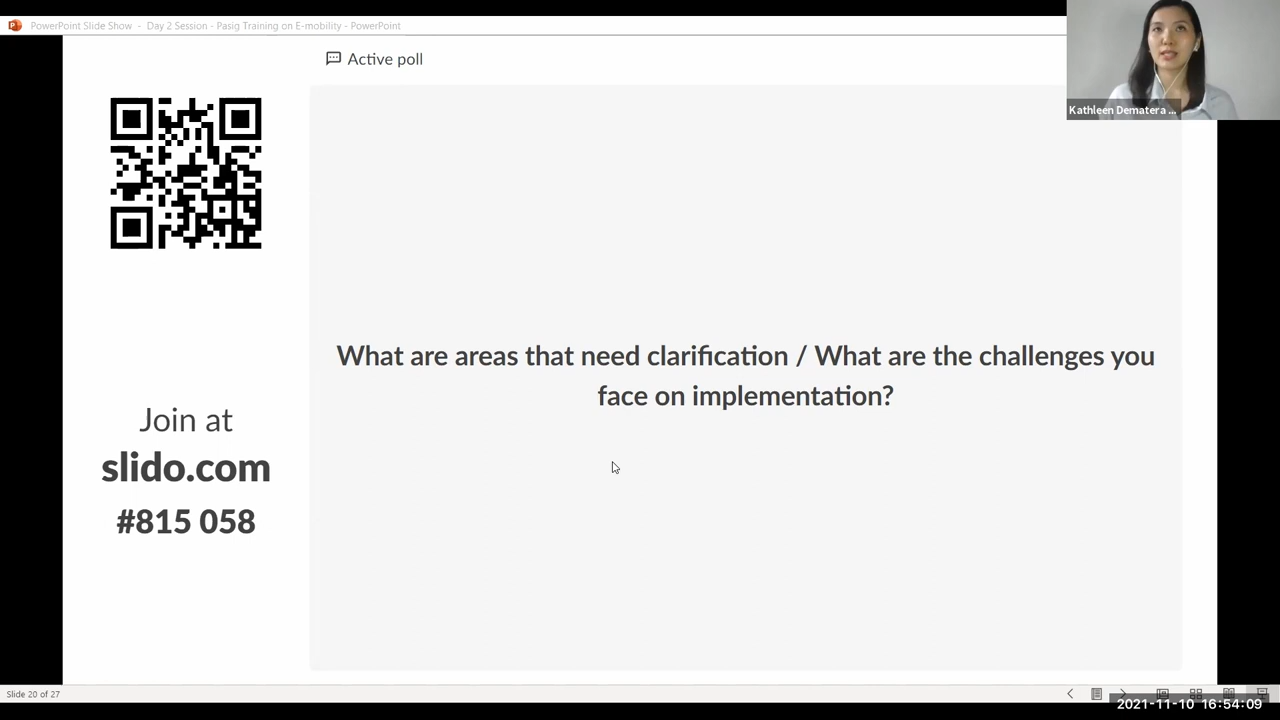 PowerPoint Slide Show - Day 2 Session - Pasig Training on E-mobility - PowerPoint
Kathleen Dematera ...
Active poll
What are areas that need clarification / What are the challenges you
face on implementation?
Join at
slido.com
#815 058
Slide 20 of 27
2021-11-10 16:54:09